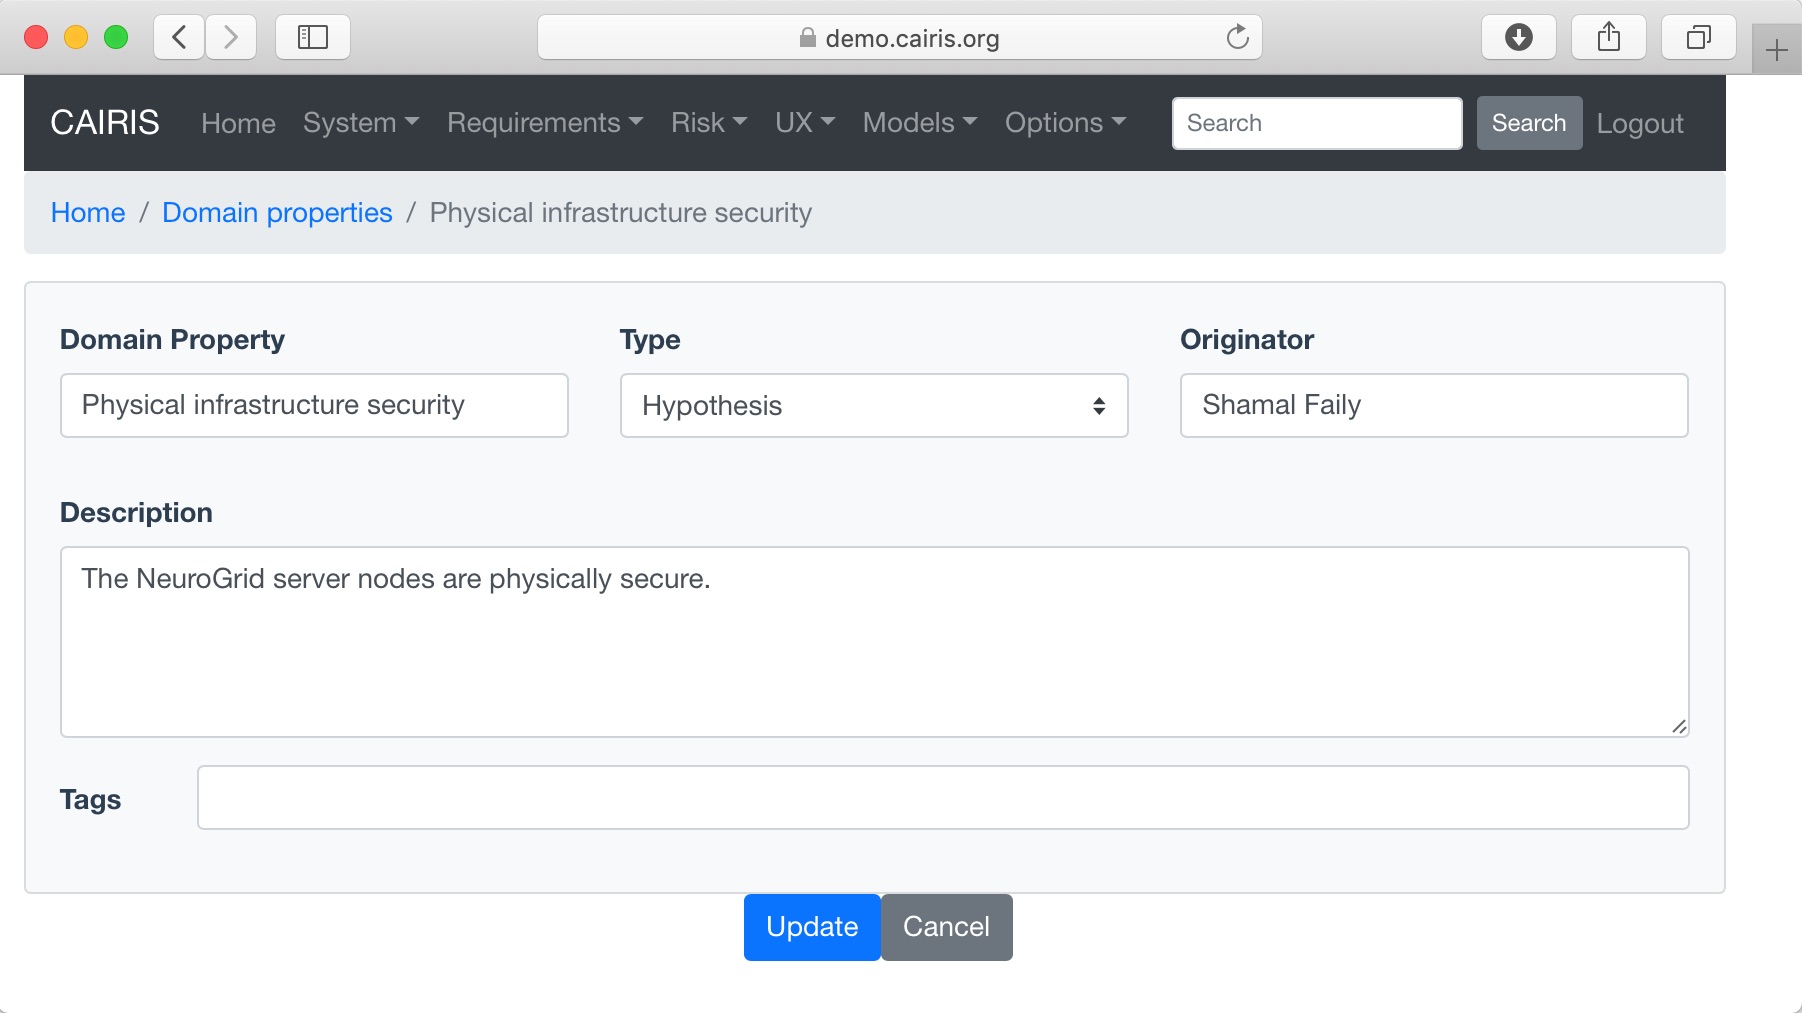 demo.cairis.org
CAIRIS Home System Requirements Risk UX Models Options Search Search Logout
Home / Domain properties / Physical infrastructure security
Domain Property Type Originator
Physical infrastructure security Hypothesis Shamal Faily
Description
The NeuroGrid server nodes are physically secure.
Tags
Update Cancel